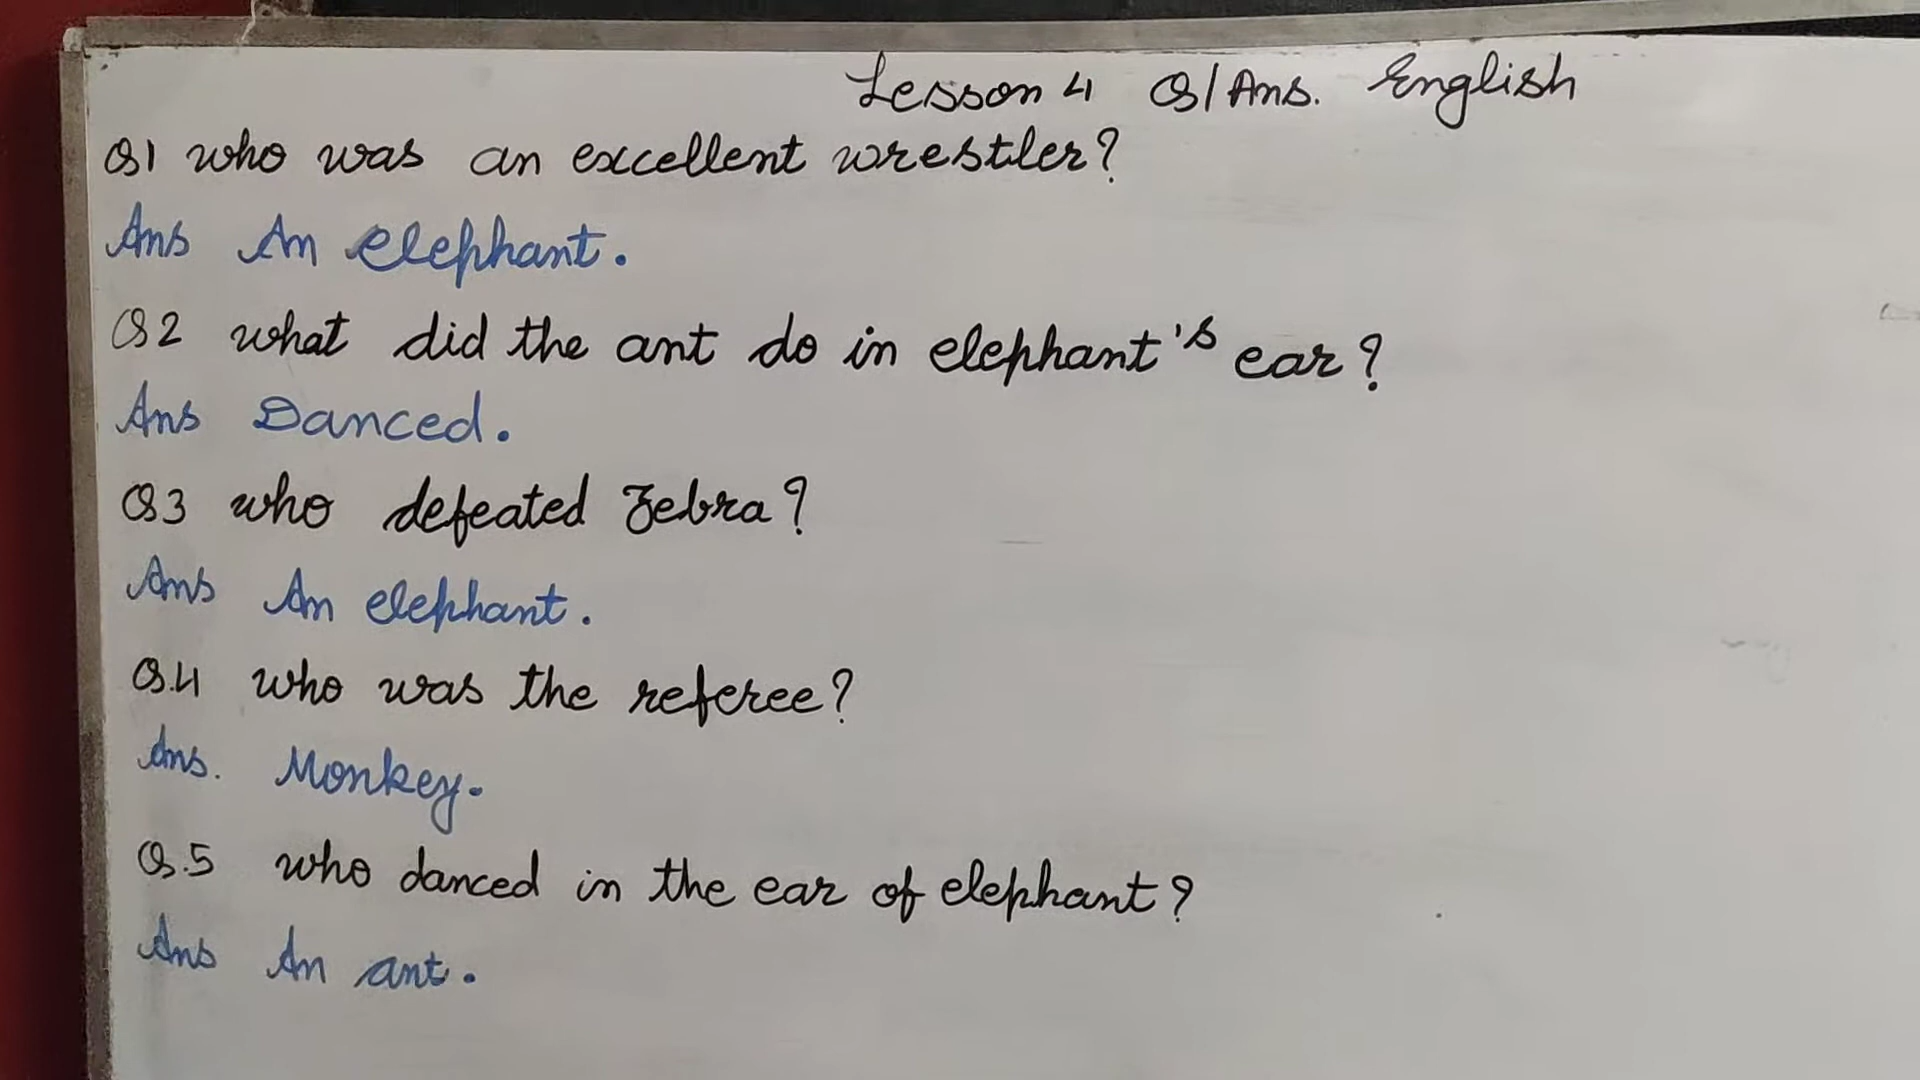 Lesson 4 Q/Ans. English
Q1 who was an excellent wrestler?
Ans An elephant.
Q2 what did the ant do in elephant's ear?
Ans Danced.
Q3 who defeated Zebra?
Ans An elephant.
Q.4 who was the referee?
Ans. Monkey.
Q.5 who danced in the ear of elephant?
Ans An ant.